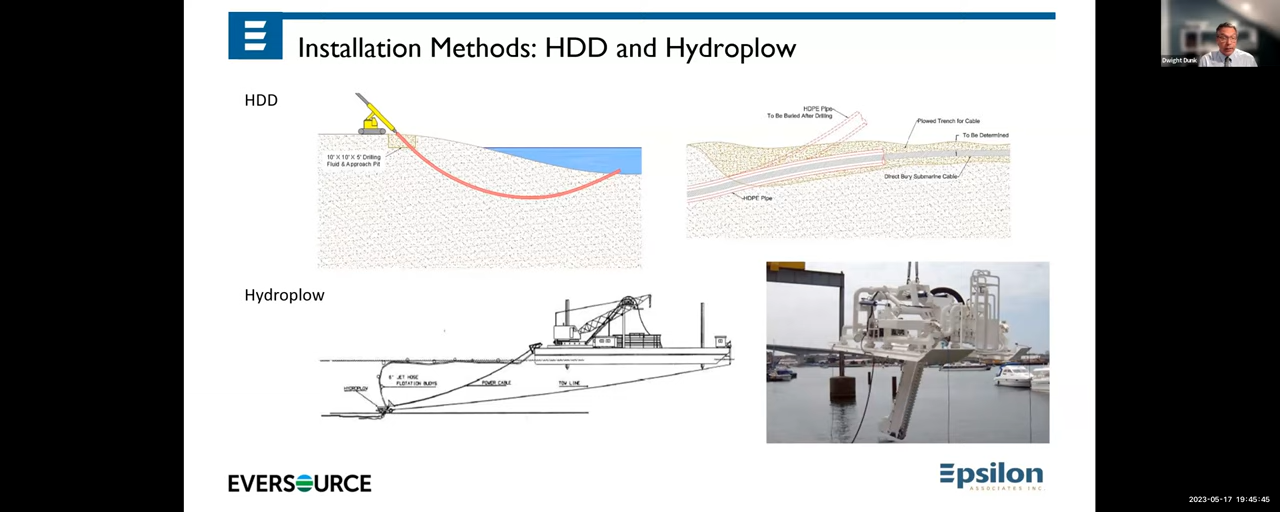 Installation Methods: HDD and Hydroplow
Dwight Dunk
HDD
10' X 10' X 5' Drilling
Fluid & Approach Pit
HDPE Pipe
To Be Buried After Drilling
Plowed Trench for Cable
To Be Determined
Direct Bury Submarine Cable
HDPE Pipe
Hydroplow
6" JET HOSE
FLOTATION BUOYS
POWER CABLE
TOW LINE
HYDROPLOW
EVERSOURCE
Epsilon
ASSOCIATES INC.
2023-05-17 19:45:45